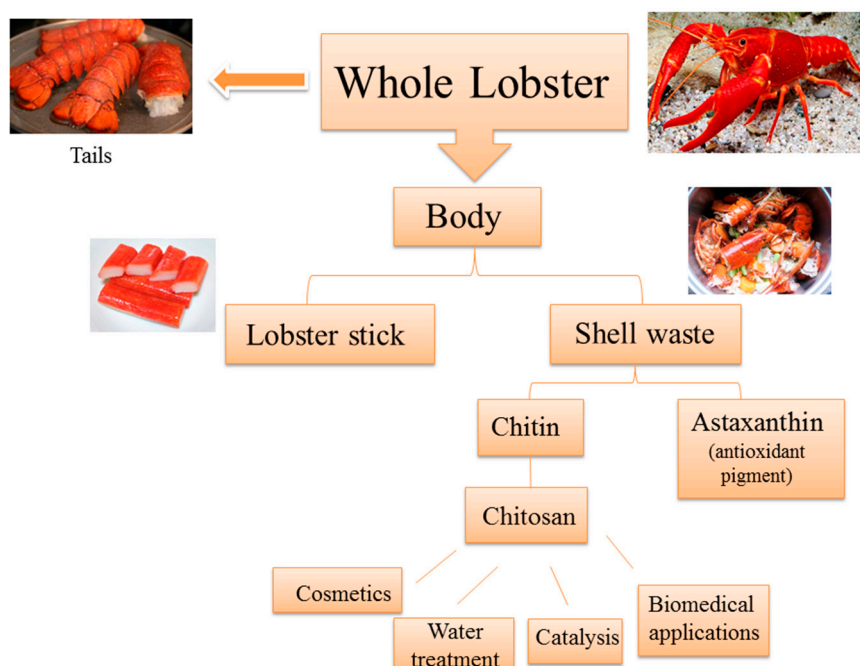 Whole Lobster
Tails
Body
Lobster stick
Shell waste
Chitin
Astaxanthin
(antioxidant
pigment)
Chitosan
Cosmetics
Water
treatment
Catalysis
Biomedical
applications